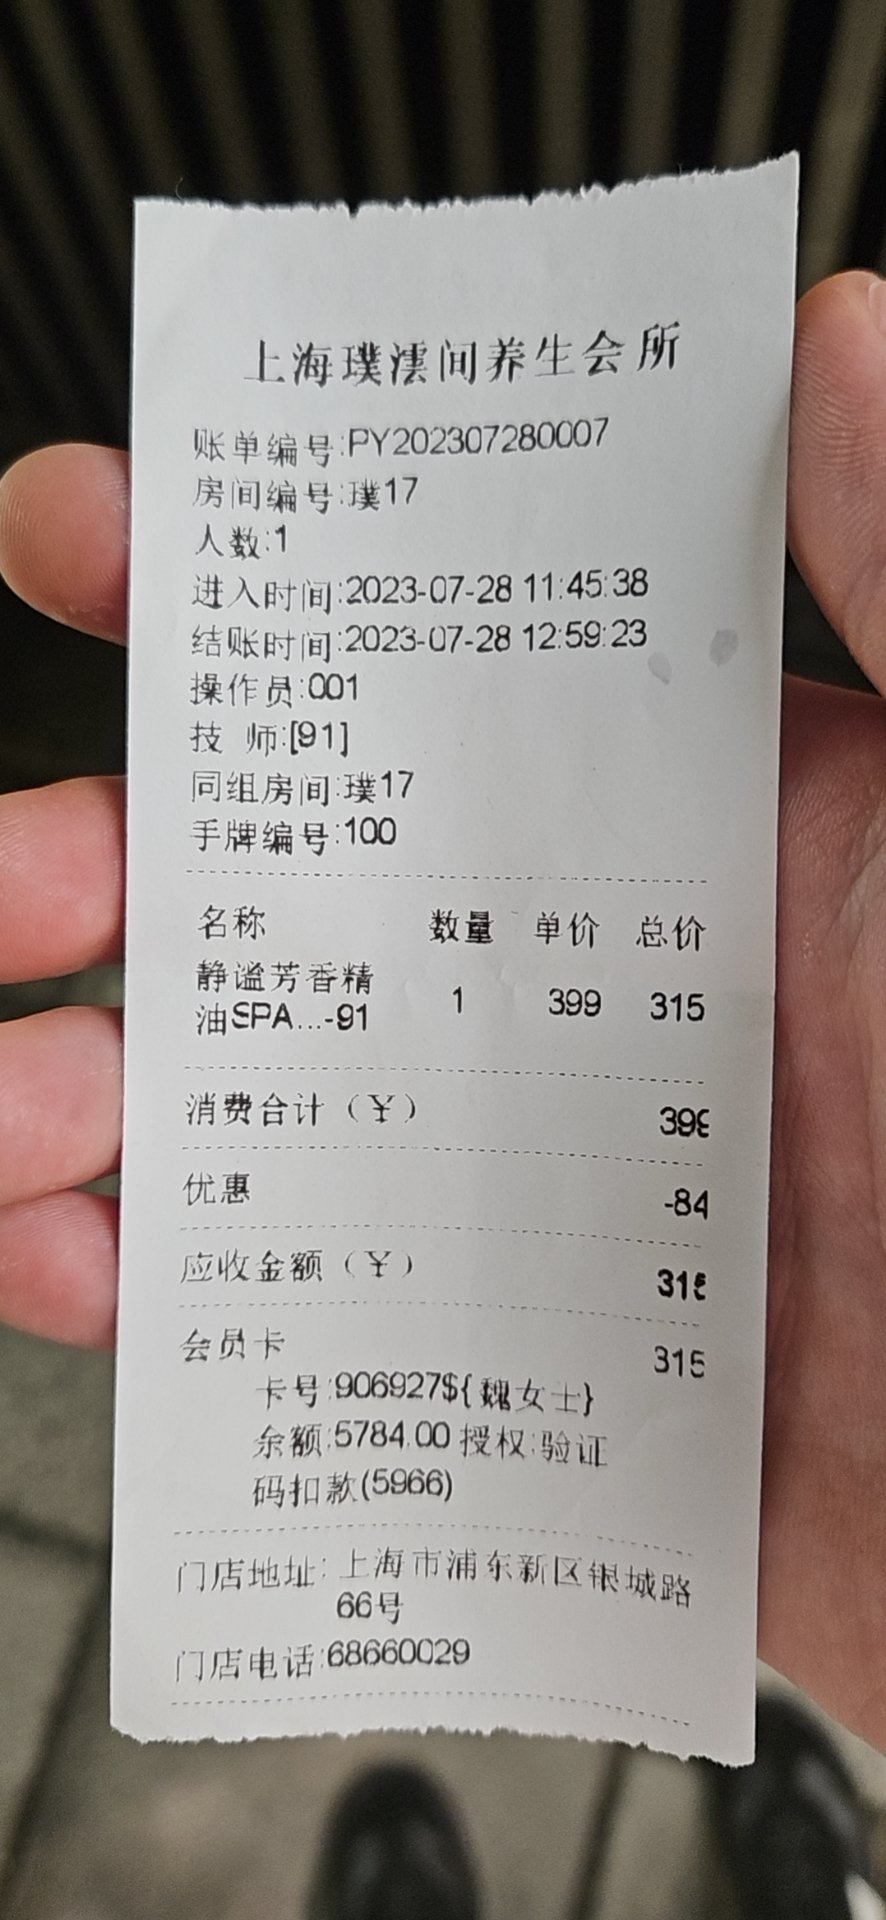 上海璞澐间养生会所
账单编号:PY202307280007
房间编号:璞17
人数:1
进入时间:2023-07-28 11:45:38
结账时间:2023-07-28 12:59:23
操作员:001
技 师:[91]
同组房间:璞17
手牌编号:100
名称 数量 单价 总价
静谧芳香精
油SPA...-91 1 399 315
消费合计（¥） 399
优惠 -84
应收金额（¥） 315
会员卡 315
卡号:906927${魏女士}
余额:5784.00 授权:验证
码扣款(5966)
门店地址: 上海市浦东新区银城路
66号
门店电话:68660029